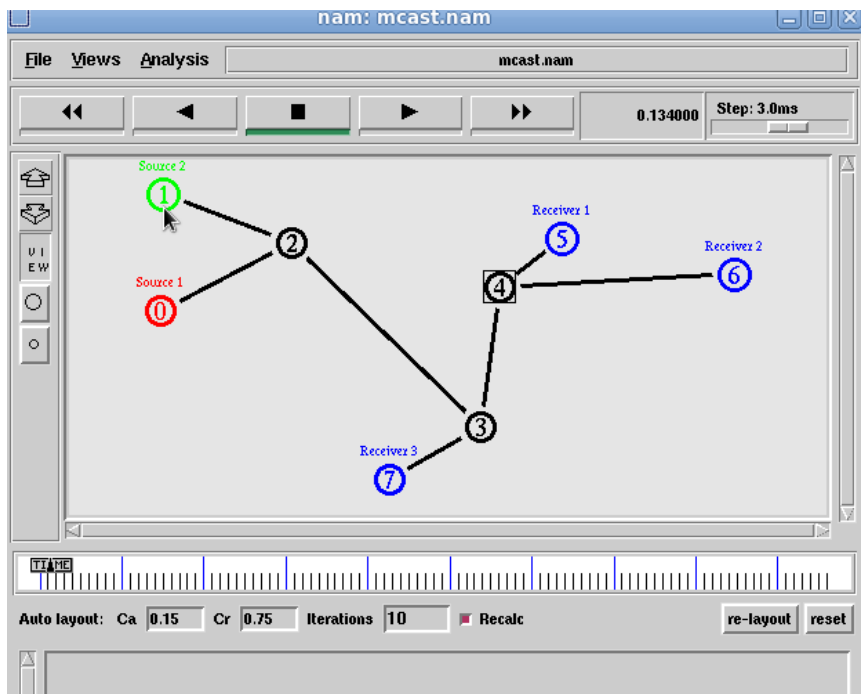 nam: mcast.nam
File Views Analysis mcast.nam
0.134000 Step: 3.0ms
Source 2
1
V I
E W
2
Receiver 1
5
Receiver 2
6
4
Source 1
0
3
Receiver 3
7
TIME
Auto layout: Ca 0.15 Cr 0.75 Iterations 10 Recalc re-layout reset